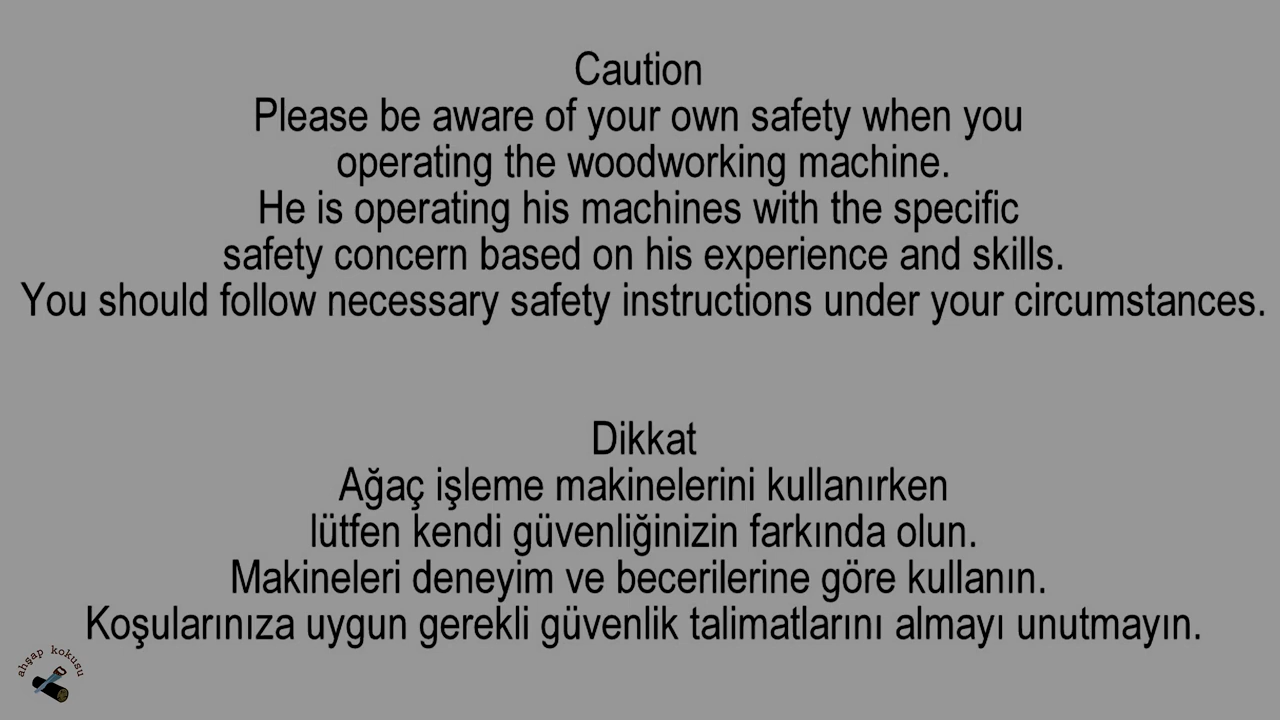 Caution
Please be aware of your own safety when you
operating the woodworking machine.
He is operating his machines with the specific
safety concern based on his experience and skills.
You should follow necessary safety instructions under your circumstances.
Dikkat
Ağaç işleme makinelerini kullanırken
lütfen kendi güvenliğinizin farkında olun.
Makineleri deneyim ve becerilerine göre kullanın.
Koşularınıza uygun gerekli güvenlik talimatlarını almayı unutmayın.
ahşap kokusu